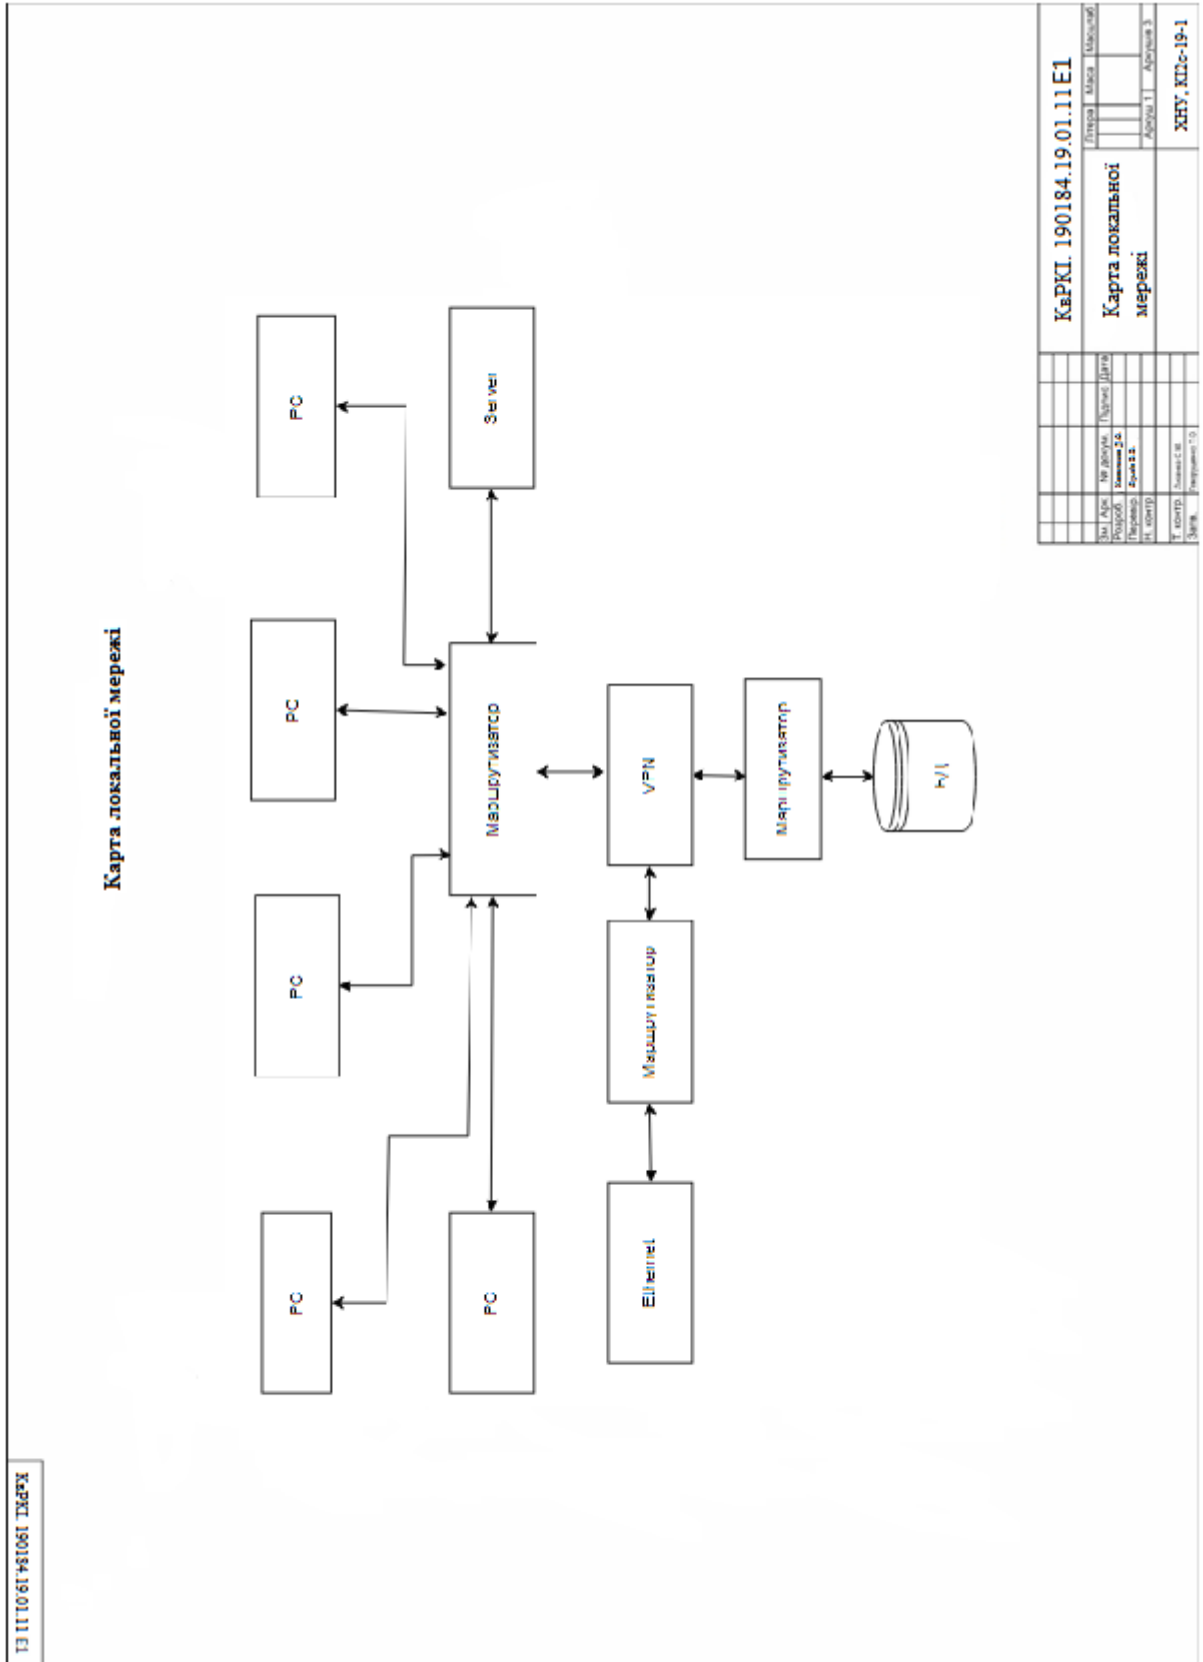 КвРКІ. 190184.19.01.11 Е1
Карта локальної мережі
PC
PC
PC
PC
PC
Маршрутизатор
Server
Ethernet
Маршрутизатор
VPN
Маршрутизатор
КвРКІ. 190184.19.01.11 Е1
Зм. Арк. № докум. Підпис Дата
Розроб.
Перевір.
Н. контр.
Т. контр.
Затв.
Карта локальної
мережі
Літера Маса Масштаб
Аркуш 1 Аркушів 3
ХНУ, КІ2с-19-1